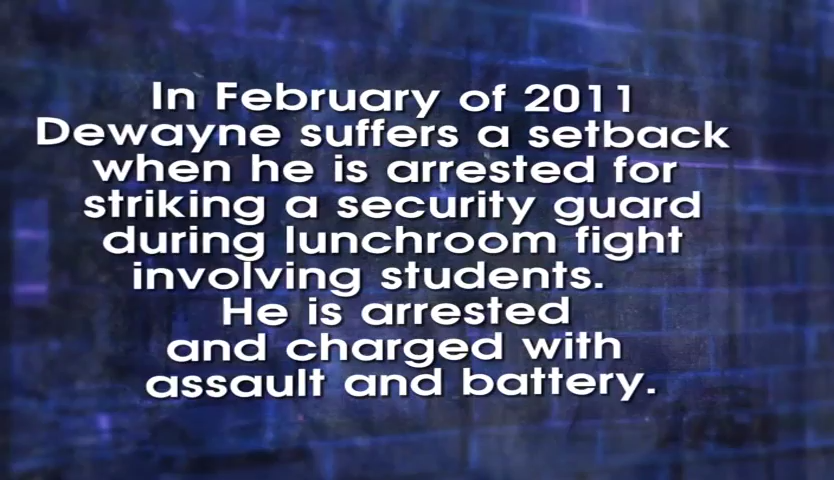 In February of 2011
Dewayne suffers a setback
when he is arrested for
striking a security guard
during lunchroom fight
involving students.
He is arrested
and charged with
assault and battery.